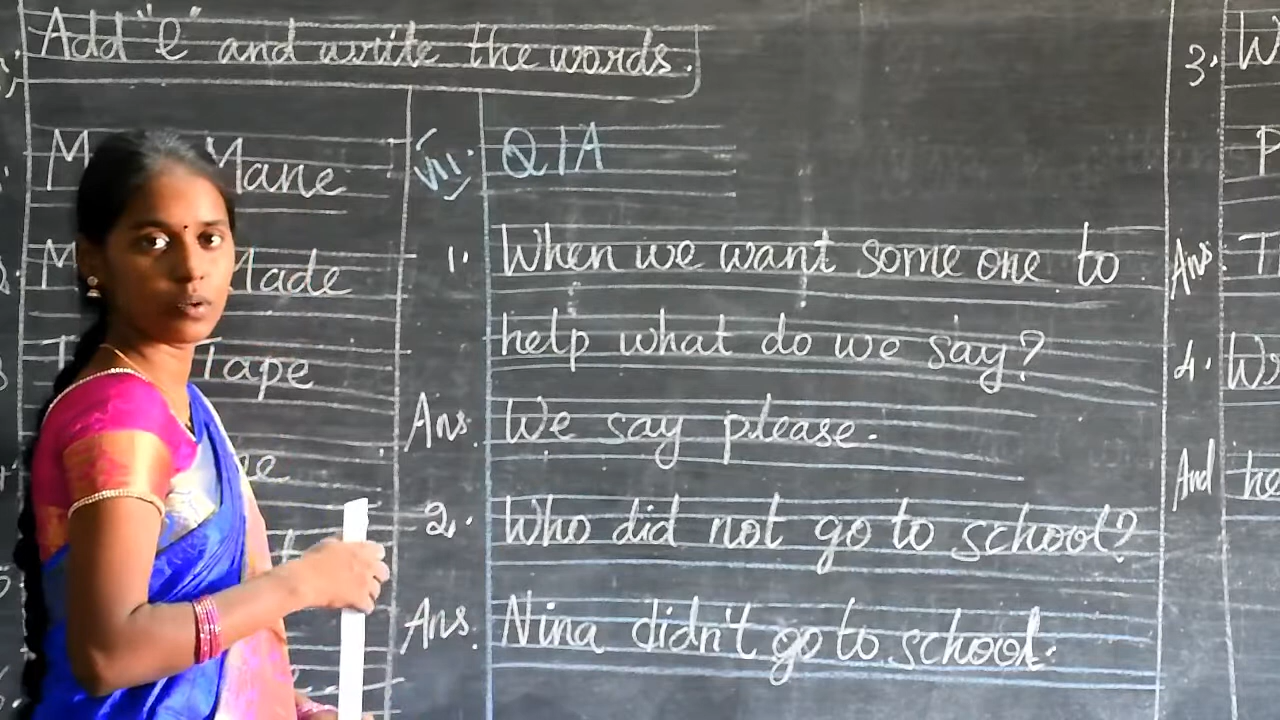 Add "e" and write the words.
Mane
Made
Tape
vii.
Q/A
1. When we want some one to
help what do we say?
Ans. We say please.
2. Who did not go to school?
Ans. Nina didn't go to school.
3.
Ans.
4.
And